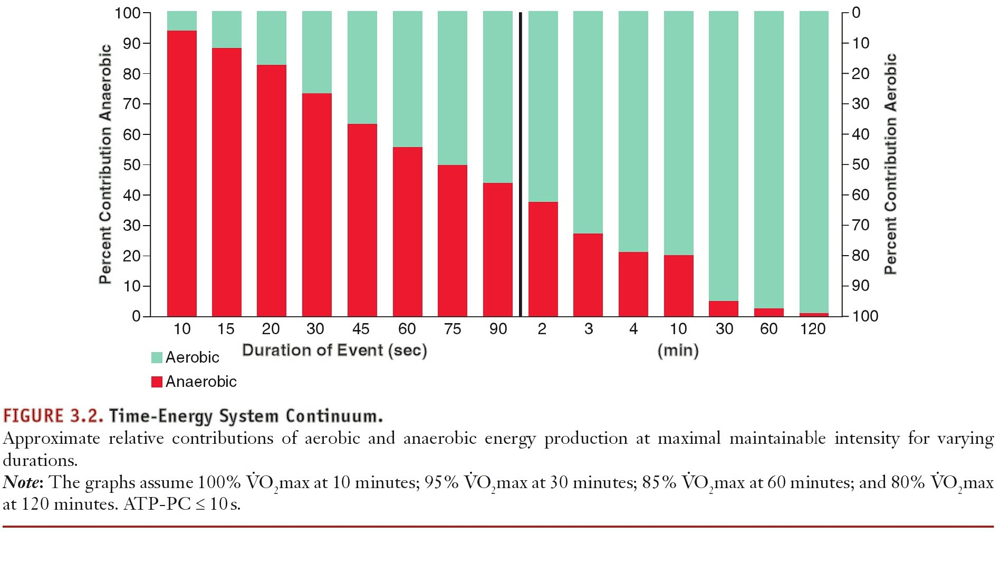 100
90
80
70
60
50
40
30
20
10
0
Percent Contribution Anaerobic
0
10
20
30
40
50
60
70
80
90
100
Percent Contribution Aerobic
10 15 20 30 45 60 75 90 2 3 4 10 30 60 120
Duration of Event (sec) (min)
Aerobic
Anaerobic
FIGURE 3.2. Time-Energy System Continuum.
Approximate relative contributions of aerobic and anaerobic energy production at maximal maintainable intensity for varying
durations.
Note: The graphs assume 100% V̇O₂max at 10 minutes; 95% V̇O₂max at 30 minutes; 85% V̇O₂max at 60 minutes; and 80% V̇O₂max
at 120 minutes. ATP-PC ≤ 10 s.